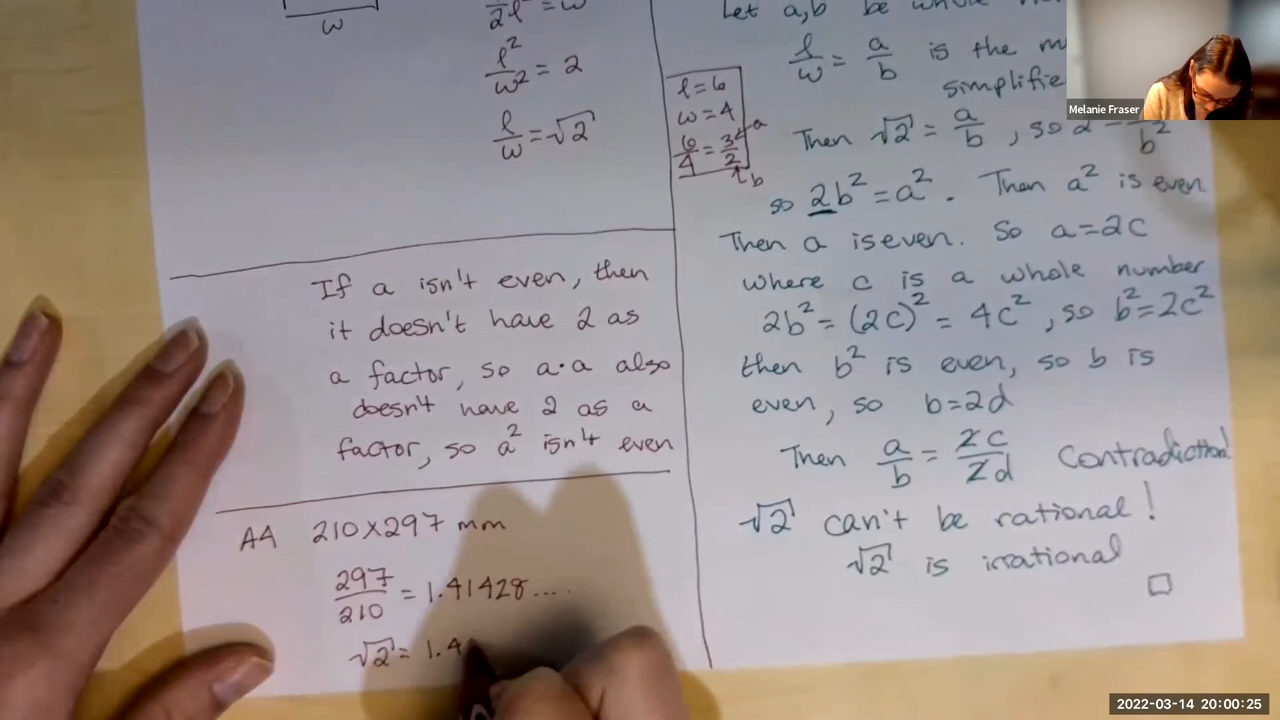 w
l² / w² = 2
l / w = √2
If a isn't even, then
it doesn't have 2 as
a factor, so a·a also
doesn't have 2 as a
factor, so a² isn't even
A4 210×297 mm
297 / 210 = 1.41428....
√2 = 1.4
l=6
w=4
6/4 = 3/2
a
b
Let a,b be whole
l/w = a/b is the
Then √2 = a/b , so
so 2b² = a². Then a² is even
Then a is even. So a=2c
where c is a whole number
2b² = (2c)² = 4c², so b²=2c²
then b² is even, so b is
even, so b=2d
Then a/b = 2c/2d Contradiction!
√2 can't be rational!
√2 is irrational
□
Melanie Fraser
2022-03-14 20:00:25